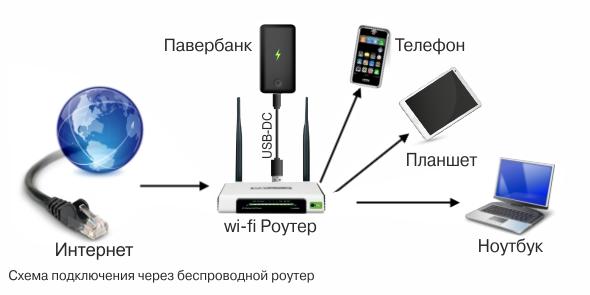 Павербанк
Телефон
USB-DC
Планшет
wi-fi Роутер
Ноутбук
Интернет
Схема подключения через беспроводной роутер